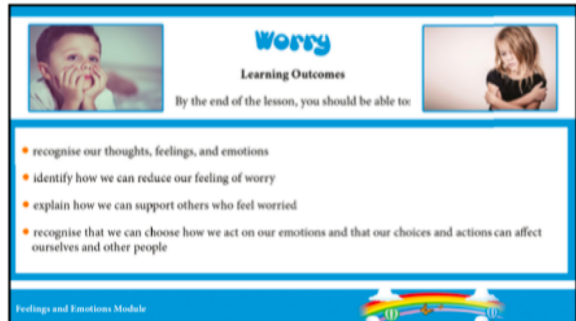 Worry
Learning Outcomes
By the end of the lesson, you should be able to:
recognise our thoughts, feelings, and emotions
identify how we can reduce our feeling of worry
explain how we can support others who feel worried
recognise that we can choose how we act on our emotions and that our choices and actions can affect
ourselves and other people
Feelings and Emotions Module